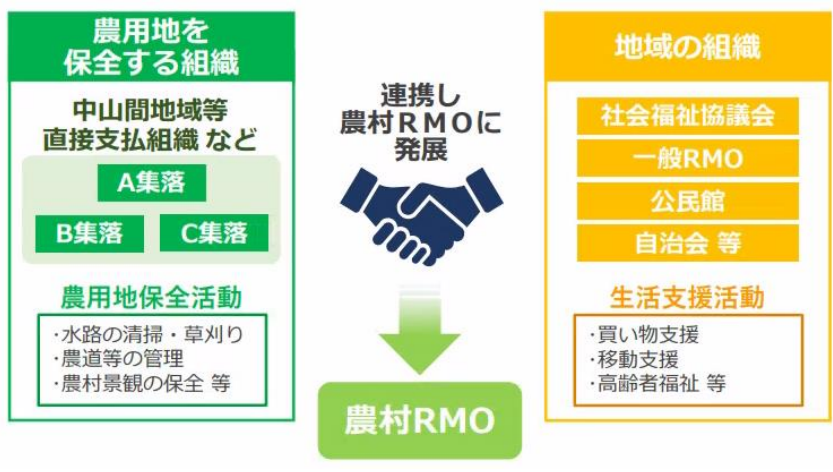 農用地を
保全する組織
中山間地域等
直接支払組織 など
A集落
B集落 C集落
農用地保全活動
･水路の清掃・草刈り
･農道等の管理
･農村景観の保全 等
連携し
農村ＲＭＯに
発展
農村RMO
地域の組織
社会福祉協議会
一般RMO
公民館
自治会 等
生活支援活動
･買い物支援
･移動支援
･高齢者福祉 等